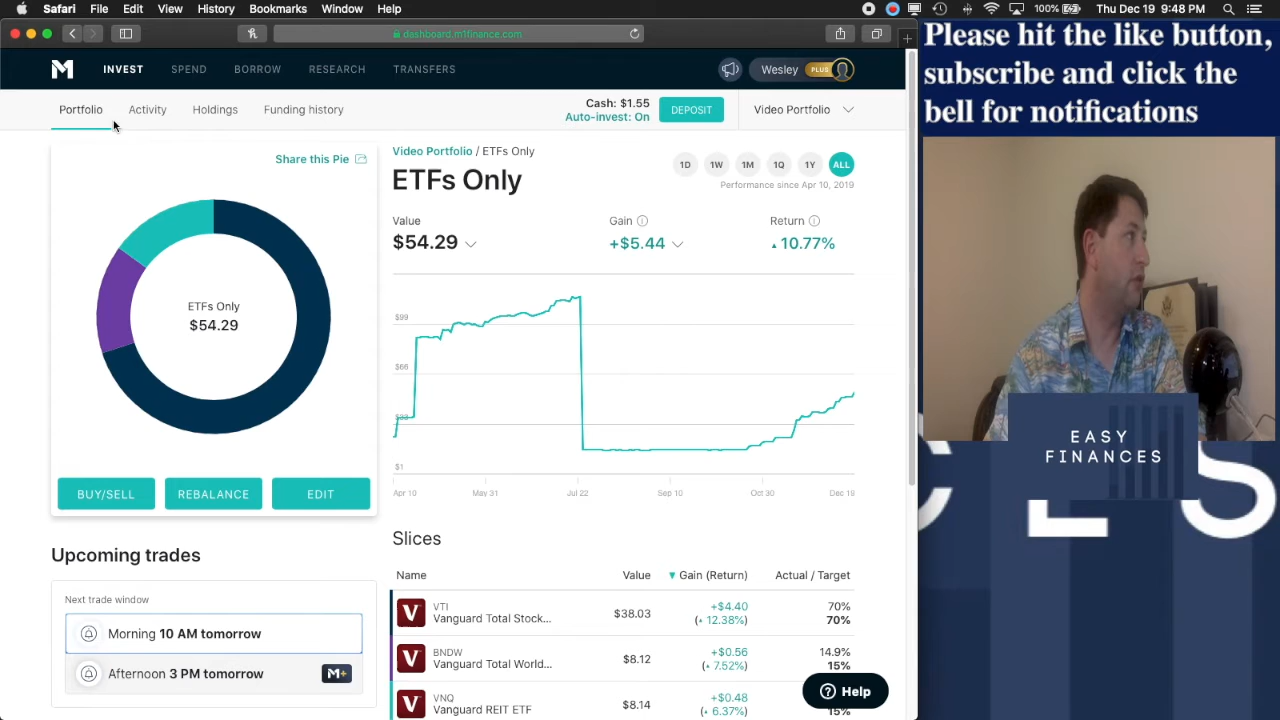 Safari File Edit View History Bookmarks Window Help
100% Thu Dec 19 9:48 PM
Please hit the like button,
subscribe and click the
bell for notifications
dashboard.m1finance.com
INVEST SPEND BORROW RESEARCH TRANSFERS
Wesley PLUS
Portfolio Activity Holdings Funding history
Cash: $1.55
Auto-invest: On
DEPOSIT
Video Portfolio
Share this Pie
ETFs Only
$54.29
BUY/SELL REBALANCE EDIT
Video Portfolio / ETFs Only
ETFs Only
1D 1W 1M 1Q 1Y ALL
Performance since Apr 10, 2019
Value Gain Return
$54.29 +$5.44 10.77%
$99
$66
$33
$1
Apr 10 May 31 Jul 22 Sep 10 Oct 30 Dec 19
Upcoming trades
Next trade window
Morning 10 AM tomorrow
Afternoon 3 PM tomorrow M+
Slices
Name Value Gain (Return) Actual / Target
VTI
Vanguard Total Stock...
$38.03
+$4.40
(▲ 12.38%)
70%
70%
BNDW
Vanguard Total World...
$8.12
+$0.56
(▲ 7.52%)
14.9%
15%
VNQ
Vanguard REIT ETF
$8.14
+$0.48
(▲ 6.37%)
15%
Help
EASY
FINANCES